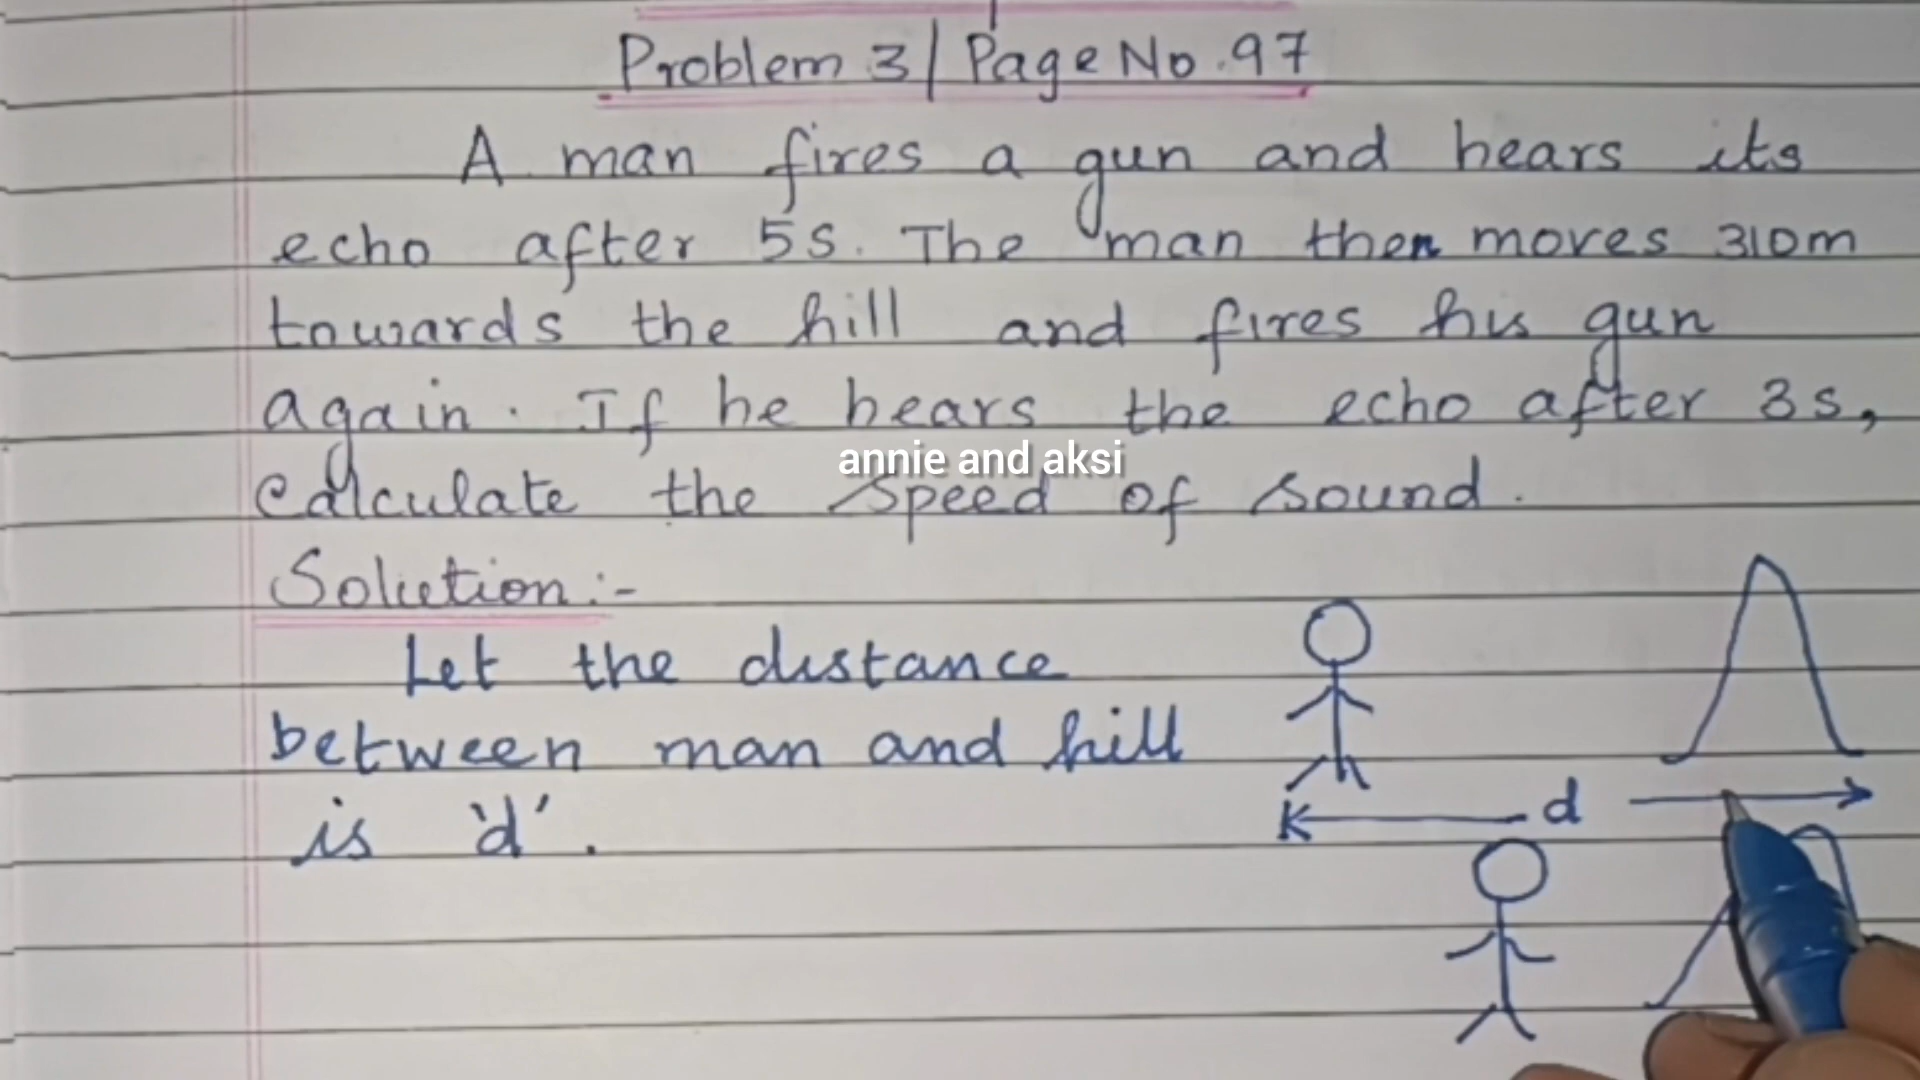 Problem 3 | Page No. 97
A man fires a gun and hears its
echo after 5s. The man then moves 310m
towards the hill and fires his gun
again. If he hears the echo after 3s,
annie and aksi
calculate the speed of sound.
Solution:-
Let the distance
between man and hill
is 'd'.
d